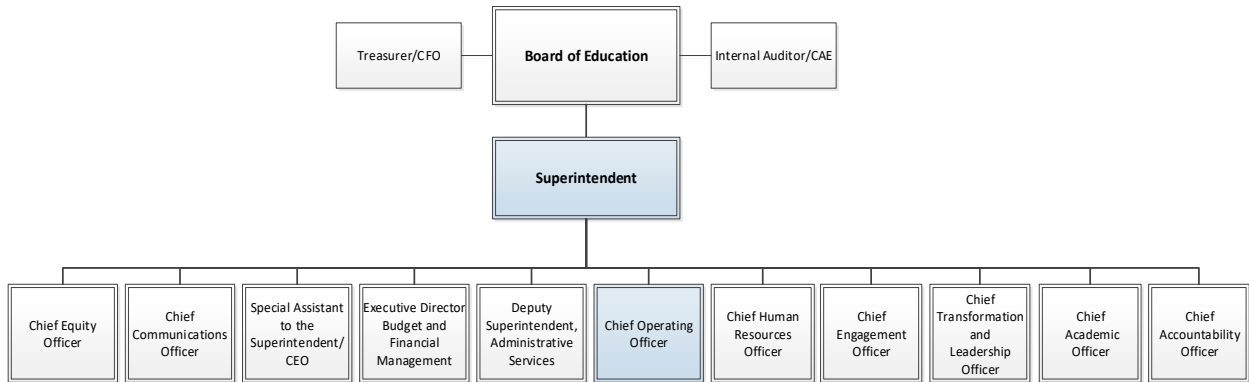 Treasurer/CFO
Board of Education
Internal Auditor/CAE
Superintendent
Chief Equity
Officer
Chief
Communications
Officer
Special Assistant
to the
Superintendent/
CEO
Executive Director
Budget and
Financial
Management
Deputy
Superintendent,
Administrative
Services
Chief Operating
Officer
Chief Human
Resources
Officer
Chief
Engagement
Officer
Chief
Transformation
and
Leadership
Officer
Chief
Academic
Officer
Chief
Accountability
Officer